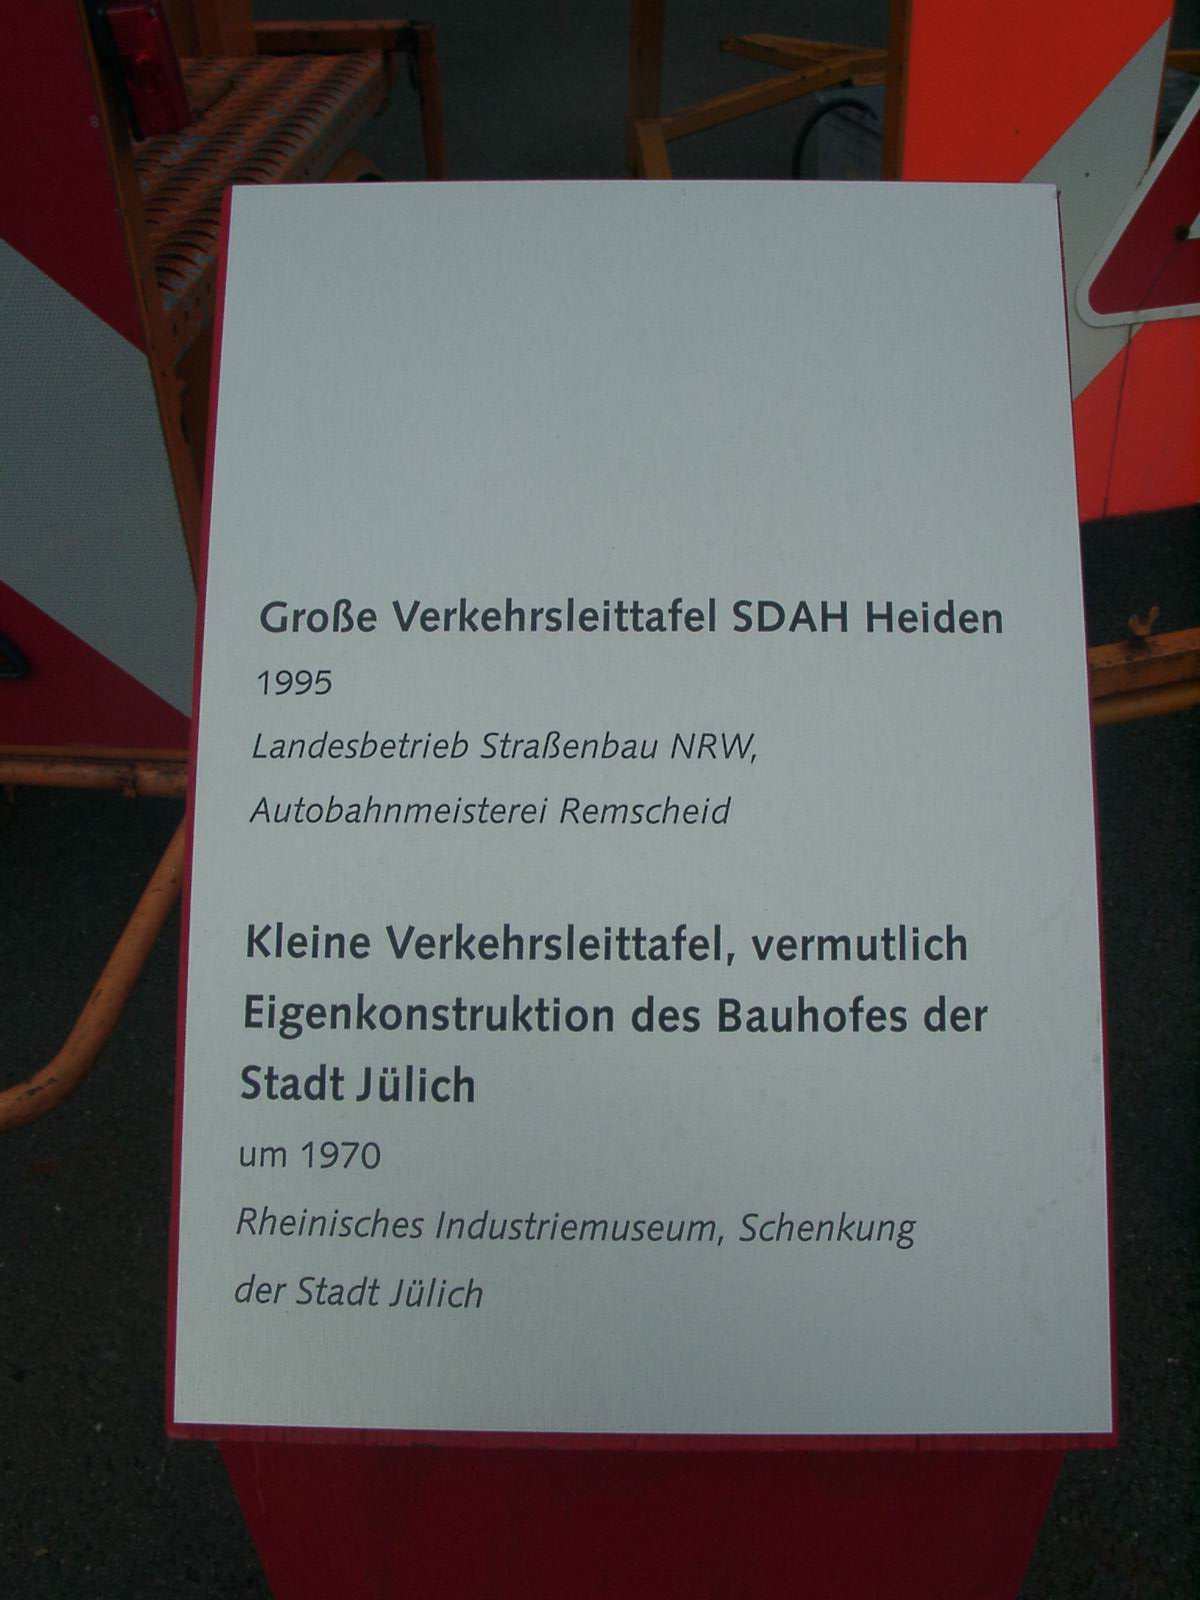 Große Verkehrsleittafel SDAH Heiden
1995
Landesbetrieb Straßenbau NRW,
Autobahnmeisterei Remscheid
Kleine Verkehrsleittafel, vermutlich
Eigenkonstruktion des Bauhofes der
Stadt Jülich
um 1970
Rheinisches Industriemuseum, Schenkung
der Stadt Jülich